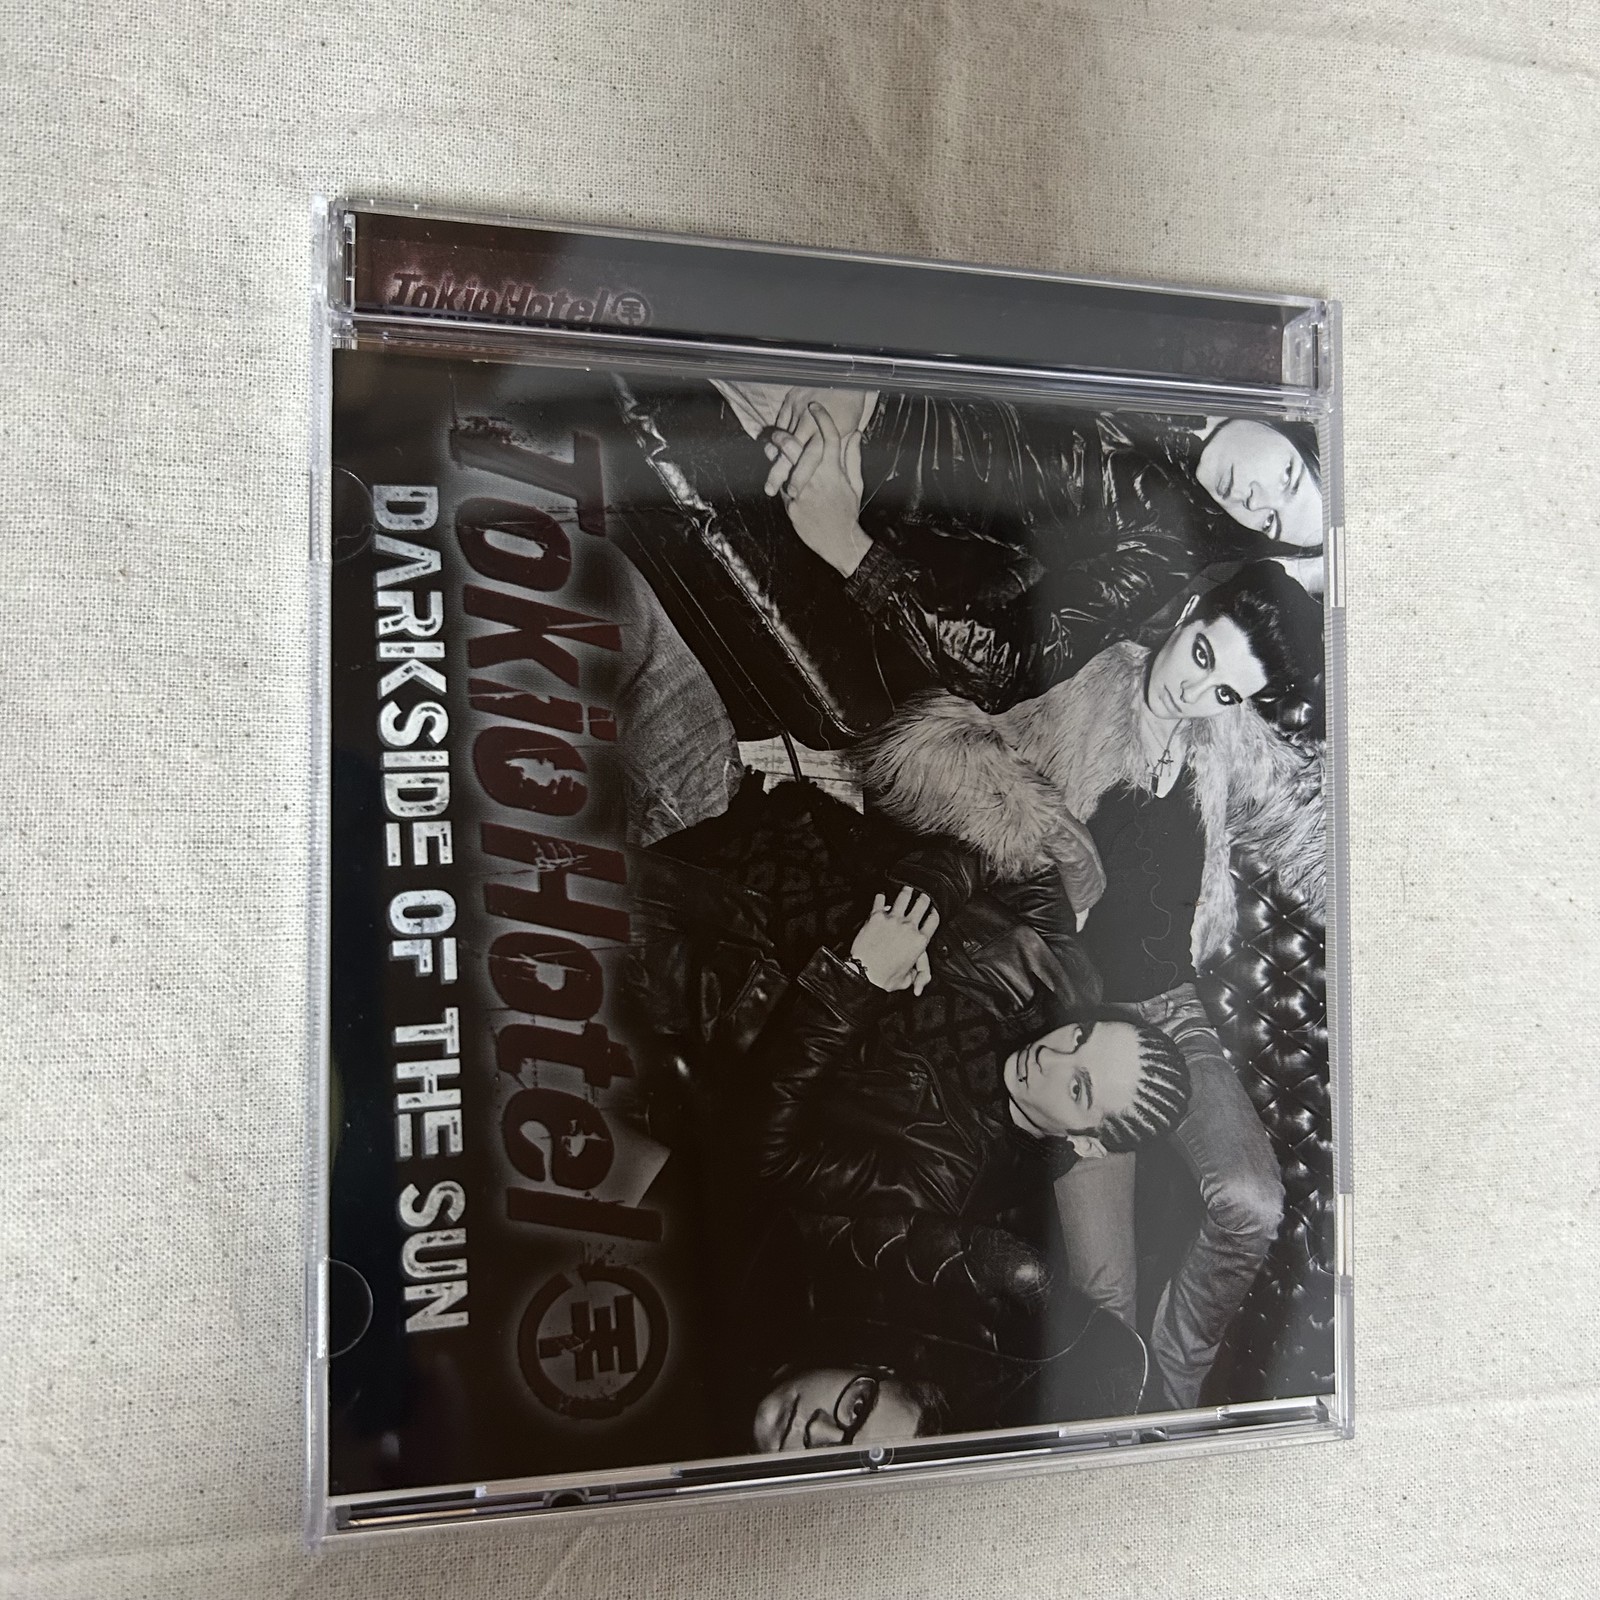 TokioHotel
TokioHotel
DARKSIDE OF THE SUN